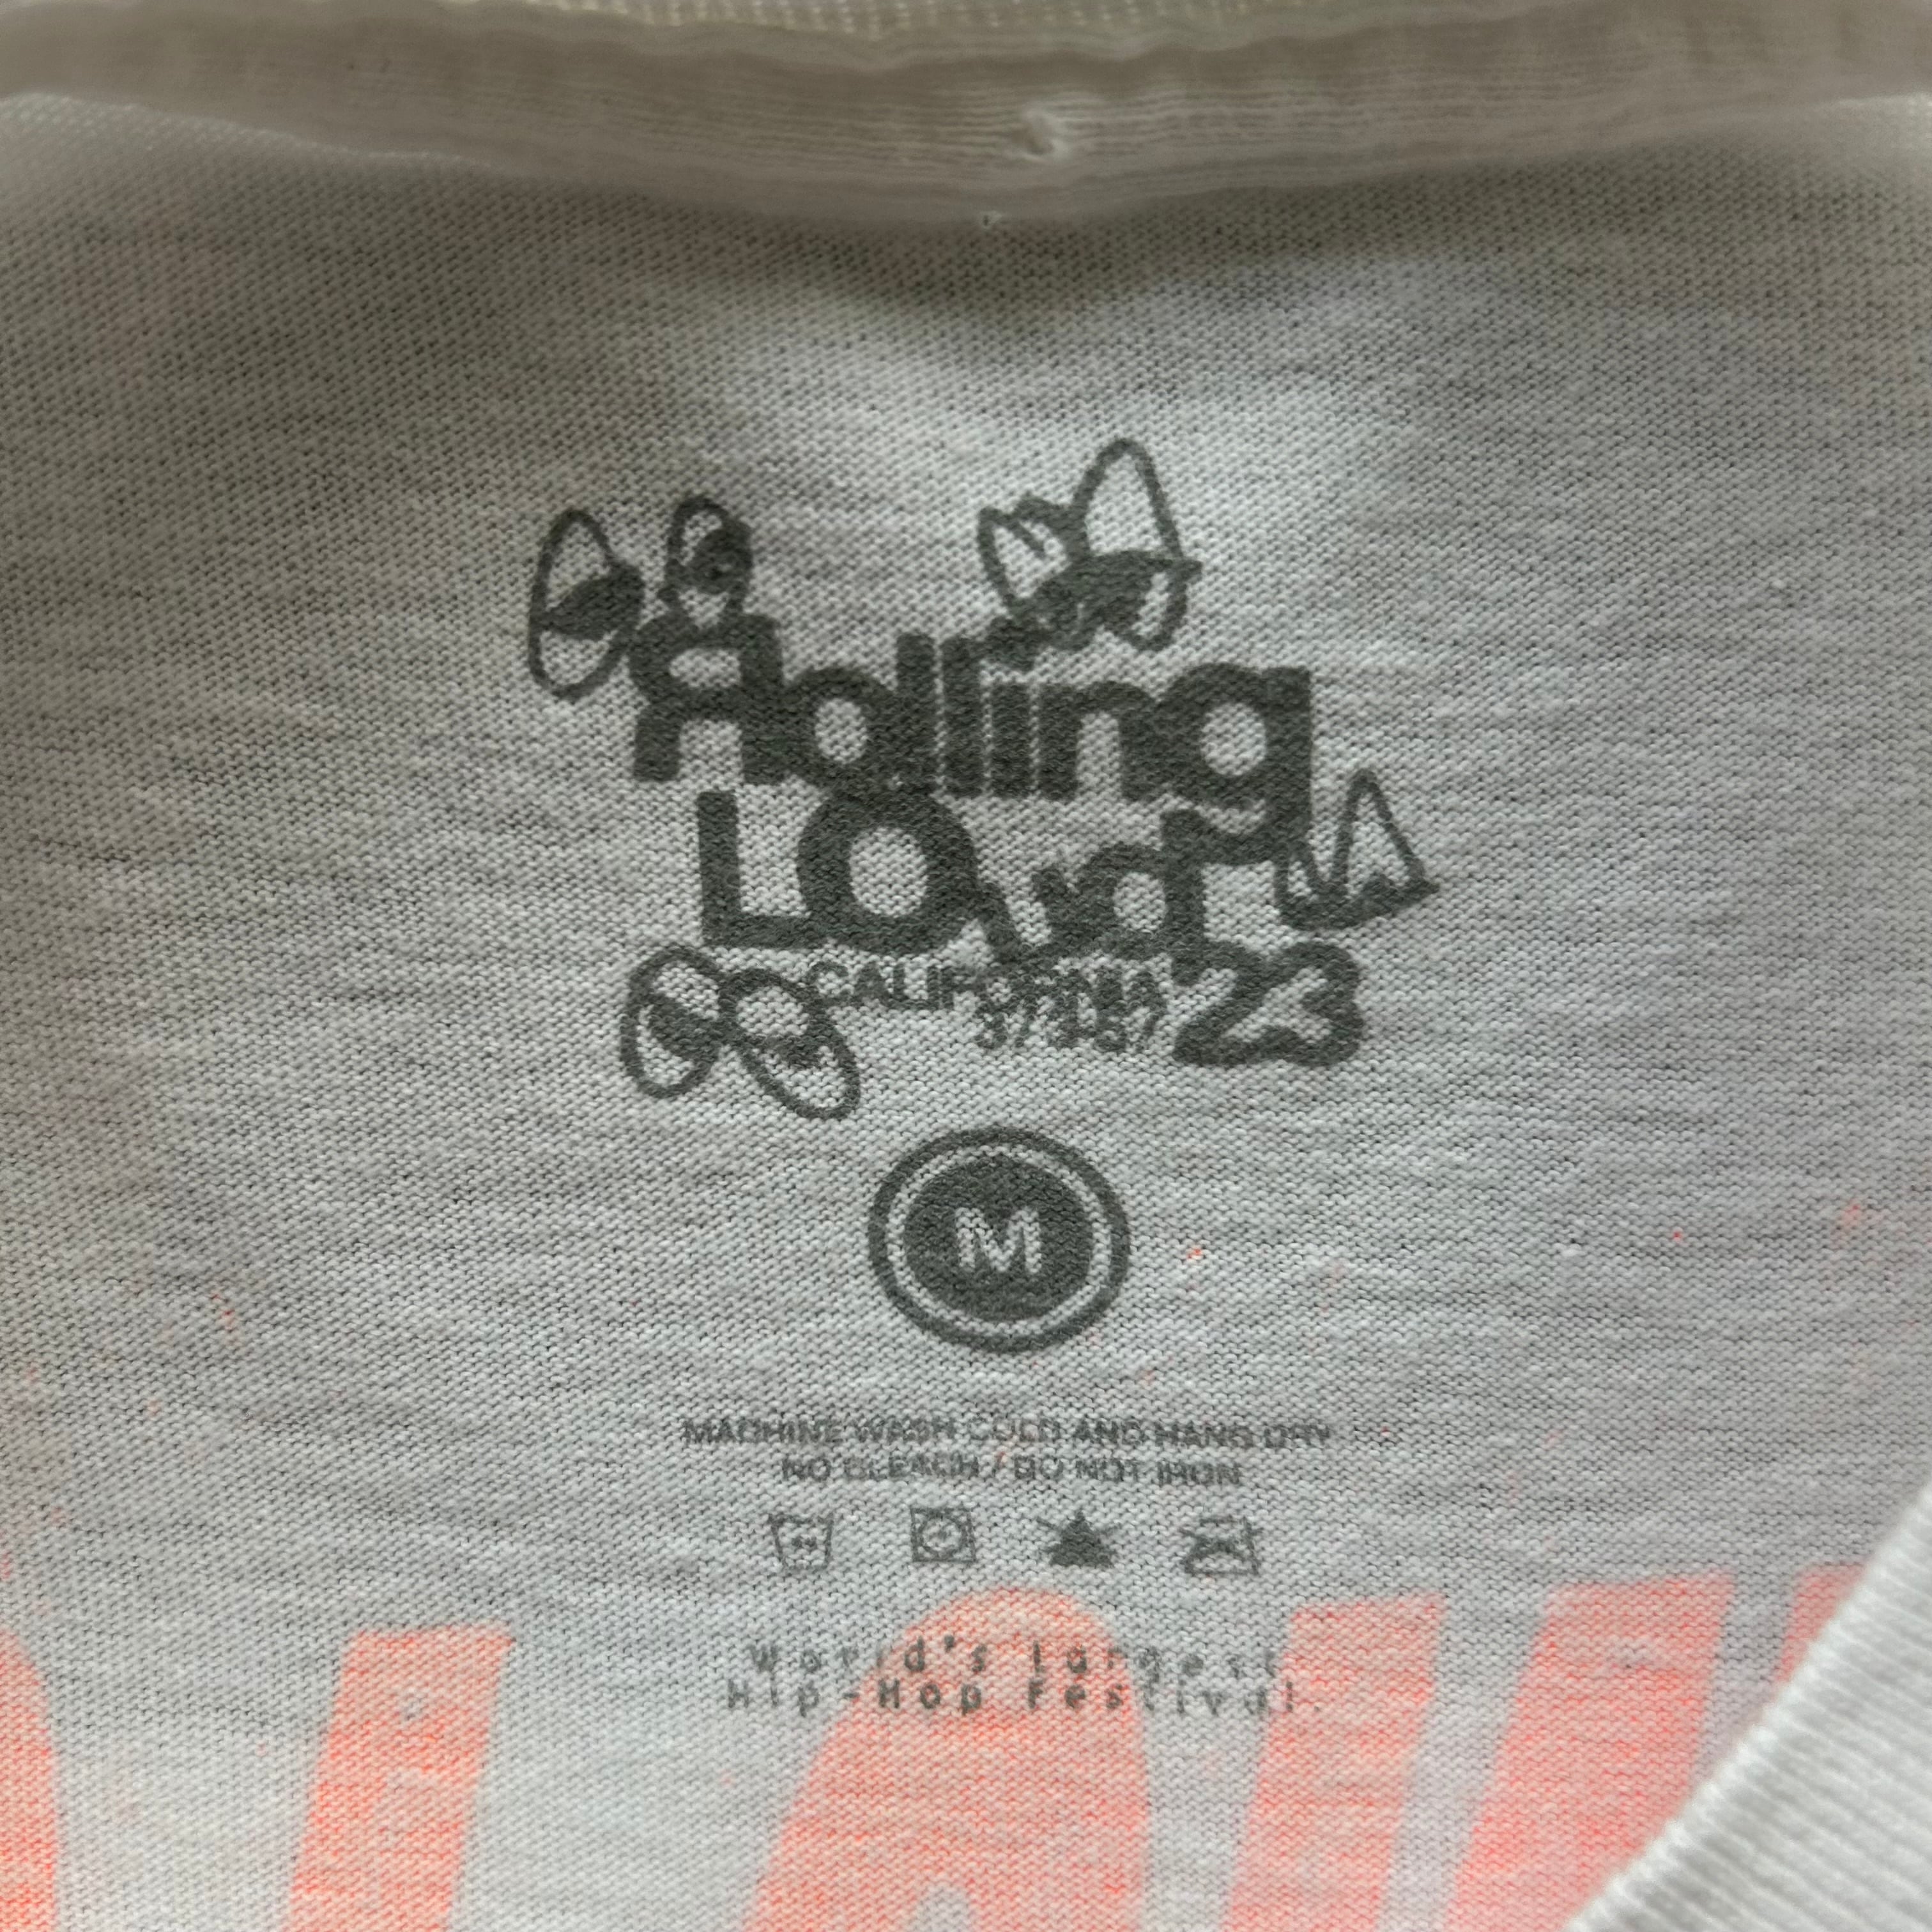 Rolling
LOud
CALIFORNIA
23
M
MACHINE WASH COLD AND HANG DRY
NO BLEACH / DO NOT IRON
World's largest
Hip-Hop Festival.